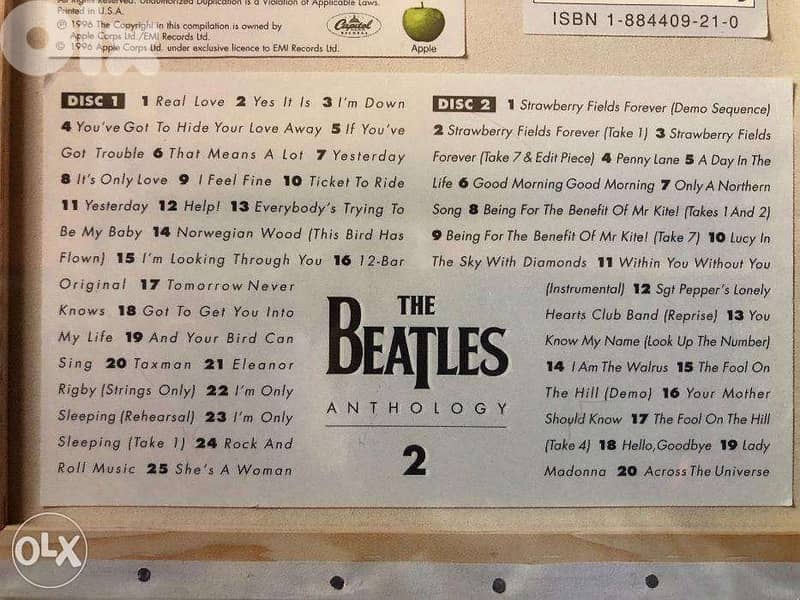 All Rights Reserved. Unauthorized Duplication is a Violation of Applicable Laws.
Printed in U.S.A.
℗ 1996 The Copyright in this compilation is owned by
Apple Corps Ltd./EMI Records Ltd.
© 1996 Apple Corps Ltd. under exclusive licence to EMI Records Ltd.
Capitol
RECORDS
Apple
ISBN 1-884409-21-0
OLX
DISC 1 1 Real Love 2 Yes It Is 3 I'm Down
4 You've Got To Hide Your Love Away 5 If You've
Got Trouble 6 That Means A Lot 7 Yesterday
8 It's Only Love 9 I Feel Fine 10 Ticket To Ride
11 Yesterday 12 Help! 13 Everybody's Trying To
Be My Baby 14 Norwegian Wood (This Bird Has
Flown) 15 I'm Looking Through You 16 12-Bar
Original 17 Tomorrow Never
Knows 18 Got To Get You Into
My Life 19 And Your Bird Can
Sing 20 Taxman 21 Eleanor
Rigby (Strings Only) 22 I'm Only
Sleeping (Rehearsal) 23 I'm Only
Sleeping (Take 1) 24 Rock And
Roll Music 25 She's A Woman
THE
BEATLES
ANTHOLOGY
2
DISC 2 1 Strawberry Fields Forever (Demo Sequence)
2 Strawberry Fields Forever (Take 1) 3 Strawberry Fields
Forever (Take 7 & Edit Piece) 4 Penny Lane 5 A Day In The
Life 6 Good Morning Good Morning 7 Only A Northern
Song 8 Being For The Benefit Of Mr Kite! (Takes 1 And 2)
9 Being For The Benefit Of Mr Kite! (Take 7) 10 Lucy In
The Sky With Diamonds 11 Within You Without You
(Instrumental) 12 Sgt Pepper's Lonely
Hearts Club Band (Reprise) 13 You
Know My Name (Look Up The Number)
14 I Am The Walrus 15 The Fool On
The Hill (Demo) 16 Your Mother
Should Know 17 The Fool On The Hill
(Take 4) 18 Hello, Goodbye 19 Lady
Madonna 20 Across The Universe
OLX